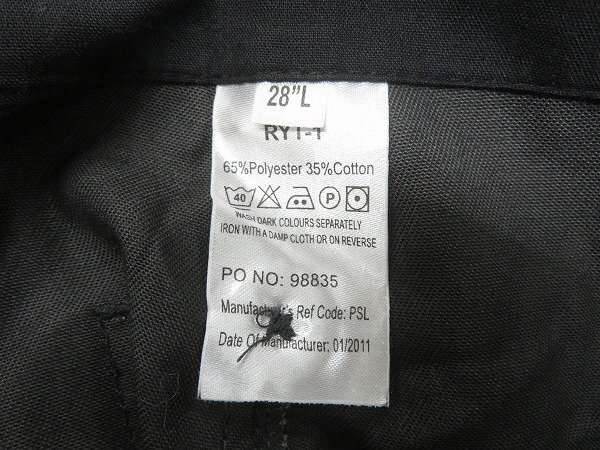 28"L
RYT-1
65%Polyester 35%Cotton
40 P
WASH DARK COLOURS SEPARATELY
IRON WITH A DAMP CLOTH OR ON REVERSE
PO NO: 98835
Manufacturer's Ref Code: PSL
Date Of Manufacturer: 01/2011